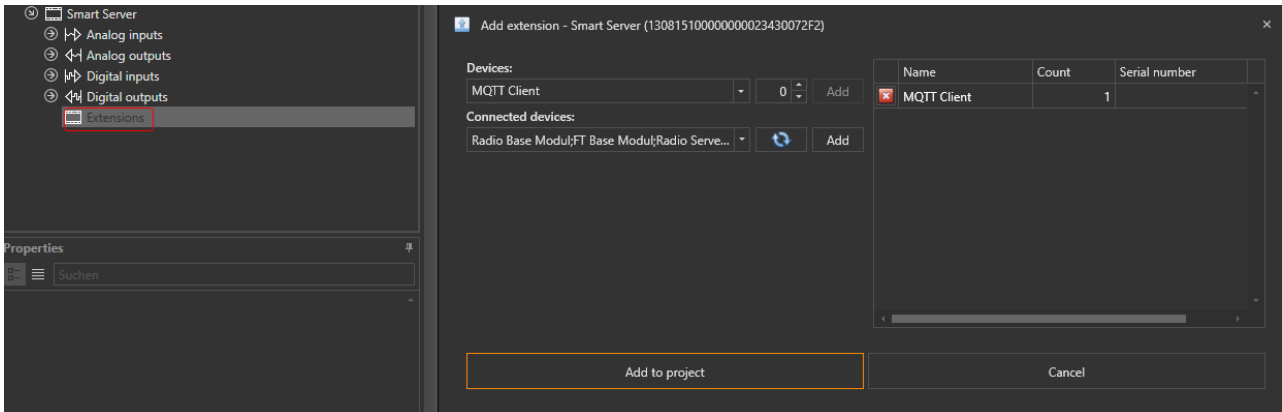 Smart Server
Analog inputs
Analog outputs
Digital inputs
Digital outputs
Extensions
Properties
Suchen
Add extension - Smart Server (130815100000000023430072F2)
Devices:
MQTT Client 0 Add
Connected devices:
Radio Base Modul;FT Base Modul;Radio Serve... Add
Name Count Serial number
MQTT Client 1
Add to project Cancel